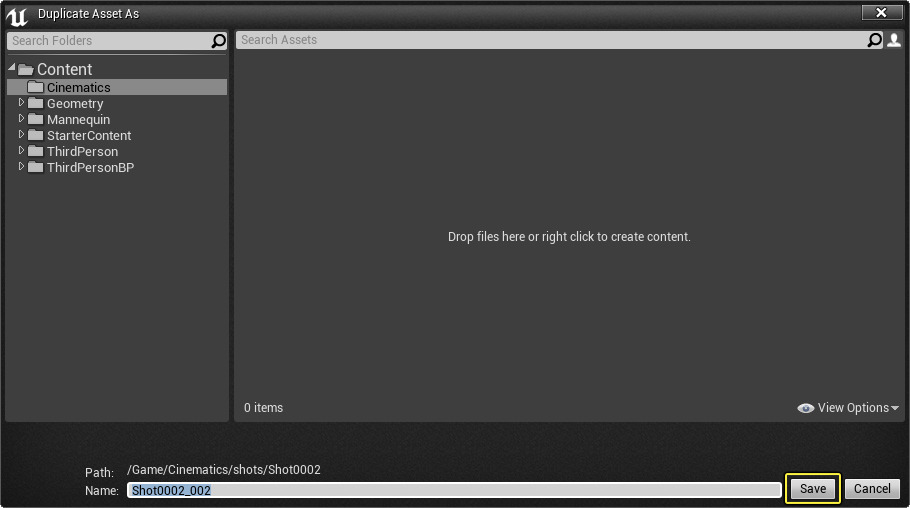 Duplicate Asset As
Search Folders
Search Assets
Content
Cinematics
Geometry
Mannequin
StarterContent
ThirdPerson
ThirdPersonBP
Drop files here or right click to create content.
0 items
View Options
Path: /Game/Cinematics/shots/Shot0002
Name: Shot0002_002
Save
Cancel